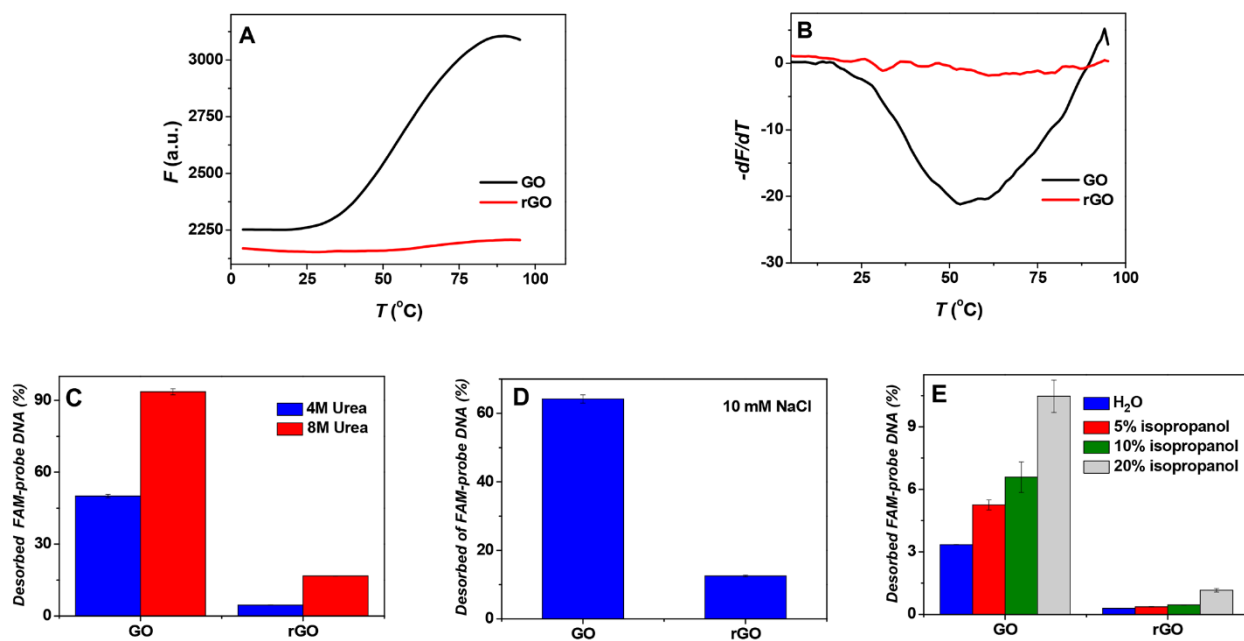 A
3000
2750
2500
2250
F (a.u.)
GO
rGO
0 25 50 75 100
T (°C)
B
0
-10
-20
-30
-dF/dT
GO
rGO
25 50 75 100
T (°C)
C
90
60
30
0
Desorbed FAM-probe DNA (%)
4M Urea
8M Urea
GO rGO
D
10 mM NaCl
60
40
20
0
Desorbed of FAM-probe DNA (%)
GO rGO
E
9
6
3
0
Desorbed FAM-probe DNA (%)
H₂O
5% isopropanol
10% isopropanol
20% isopropanol
GO rGO